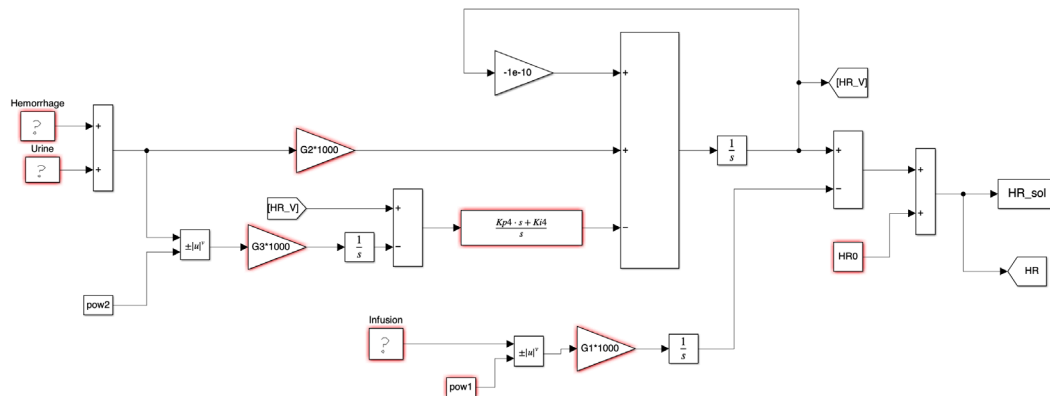 -1e-10
[HR_V]
Hemorrhage
?
+
Urine
?
+
G2*1000
+
+
1
s
+
−
+
+
HR_sol
[HR_V]
+
−
Kp4 · s + Ki4
s
−
±|u|ᵛ
G3*1000
1
s
HR0
HR
pow2
Infusion
?
±|u|ᵛ
G1*1000
1
s
pow1